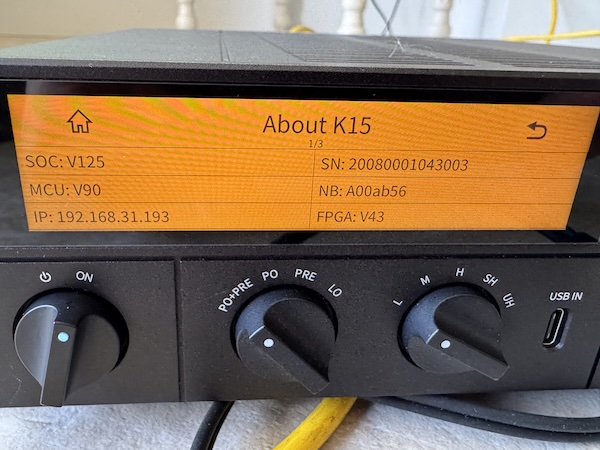 About K15
1/3
SOC: V125
SN: 20080001043003
MCU: V90
NB: A00ab56
IP: 192.168.31.193
FPGA: V43
ON
PO+PRE PO PRE LO
L M H SH UH
USB IN